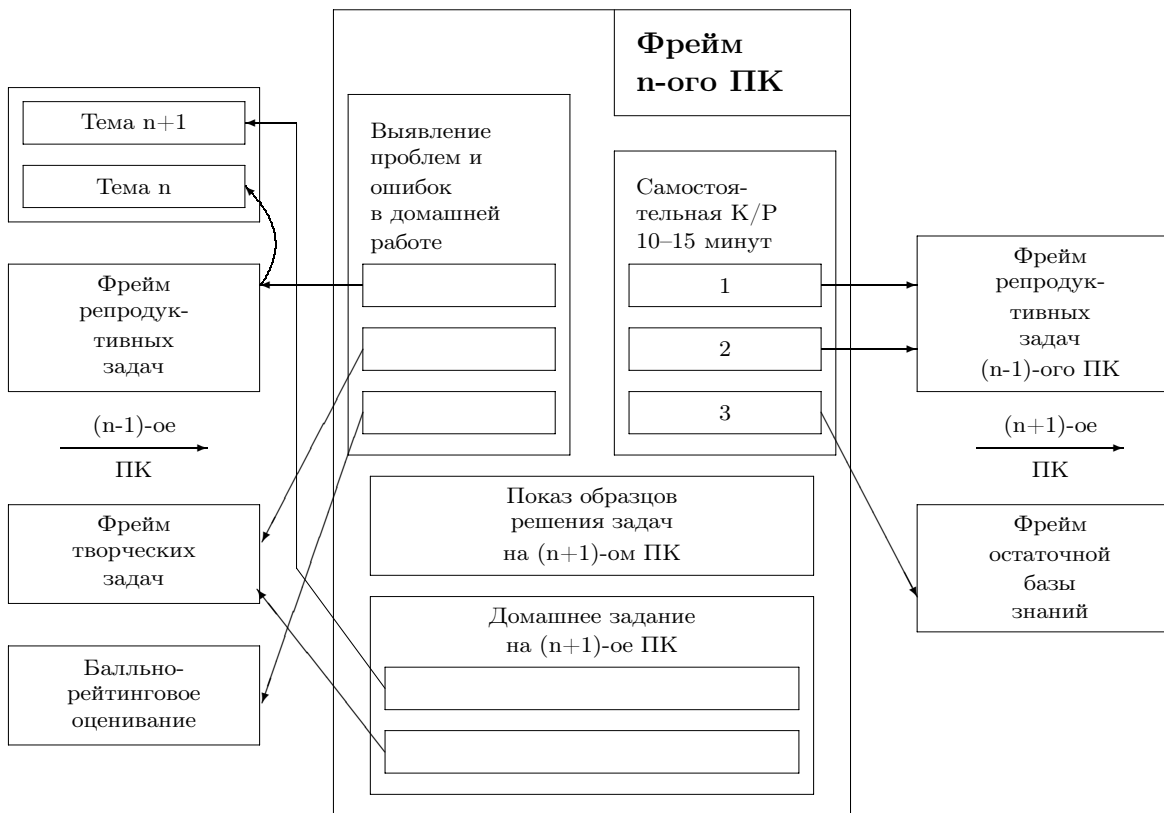 Фрейм
n-ого ПК
Тема n+1
Тема n
Фрейм
репродук-
тивных
задач
(n-1)-ое
ПК
Фрейм
творческих
задач
Балльно-
рейтинговое
оценивание
Выявление
проблем и
ошибок
в домашней
работе
Самостоя-
тельная К/Р
10–15 минут
1
2
3
Показ образцов
решения задач
на (n+1)-ом ПК
Домашнее задание
на (n+1)-ое ПК
Фрейм
репродук-
тивных
задач
(n-1)-ого ПК
(n+1)-ое
ПК
Фрейм
остаточной
базы
знаний